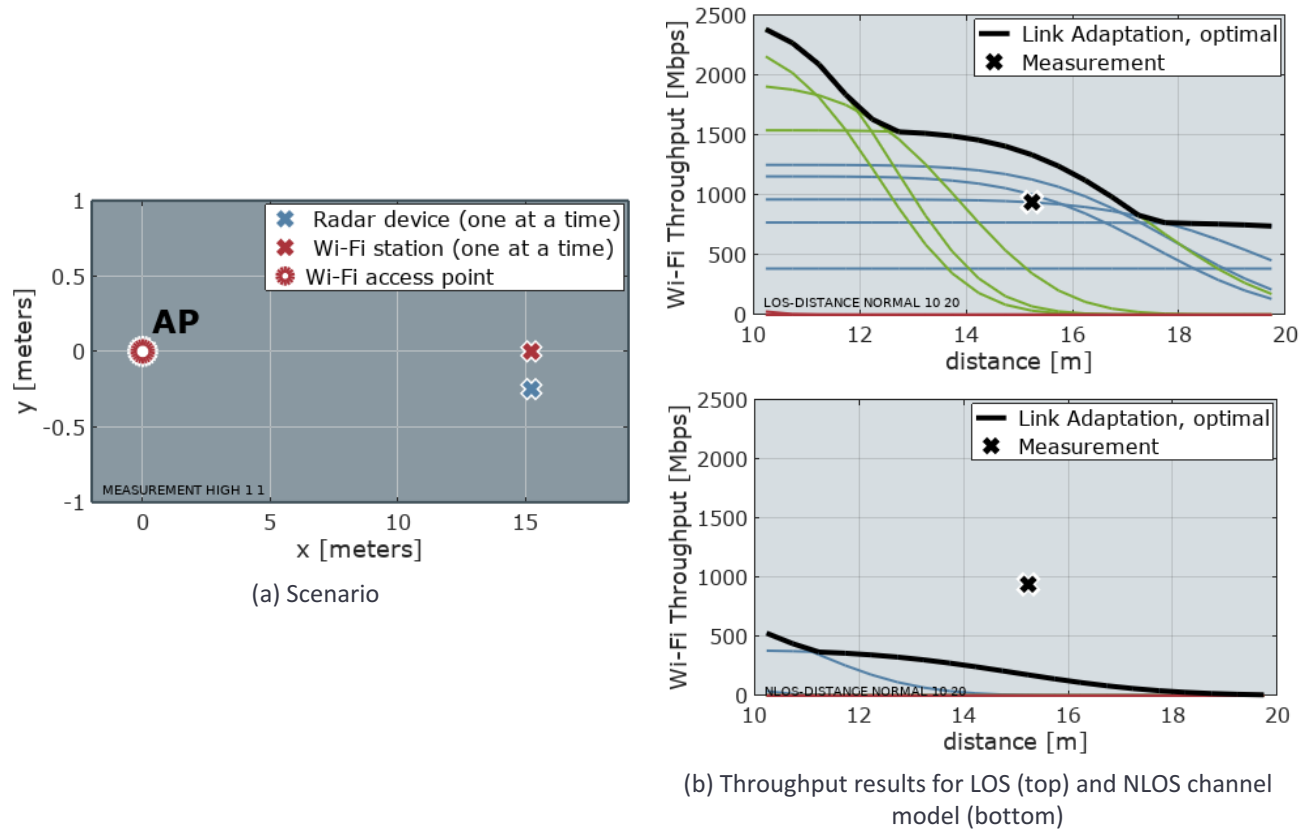 1
0.5
0
-0.5
-1
y [meters]
Radar device (one at a time)
Wi-Fi station (one at a time)
Wi-Fi access point
AP
MEASUREMENT HIGH 1 1
0 5 10 15
x [meters]
(a) Scenario
2500
2000
1500
1000
500
0
Wi-Fi Throughput [Mbps]
Link Adaptation, optimal
Measurement
LOS-DISTANCE NORMAL 10 20
10 12 14 16 18 20
distance [m]
2500
2000
1500
1000
500
0
Wi-Fi Throughput [Mbps]
Link Adaptation, optimal
Measurement
NLOS-DISTANCE NORMAL 10 20
10 12 14 16 18 20
distance [m]
(b) Throughput results for LOS (top) and NLOS channel
model (bottom)